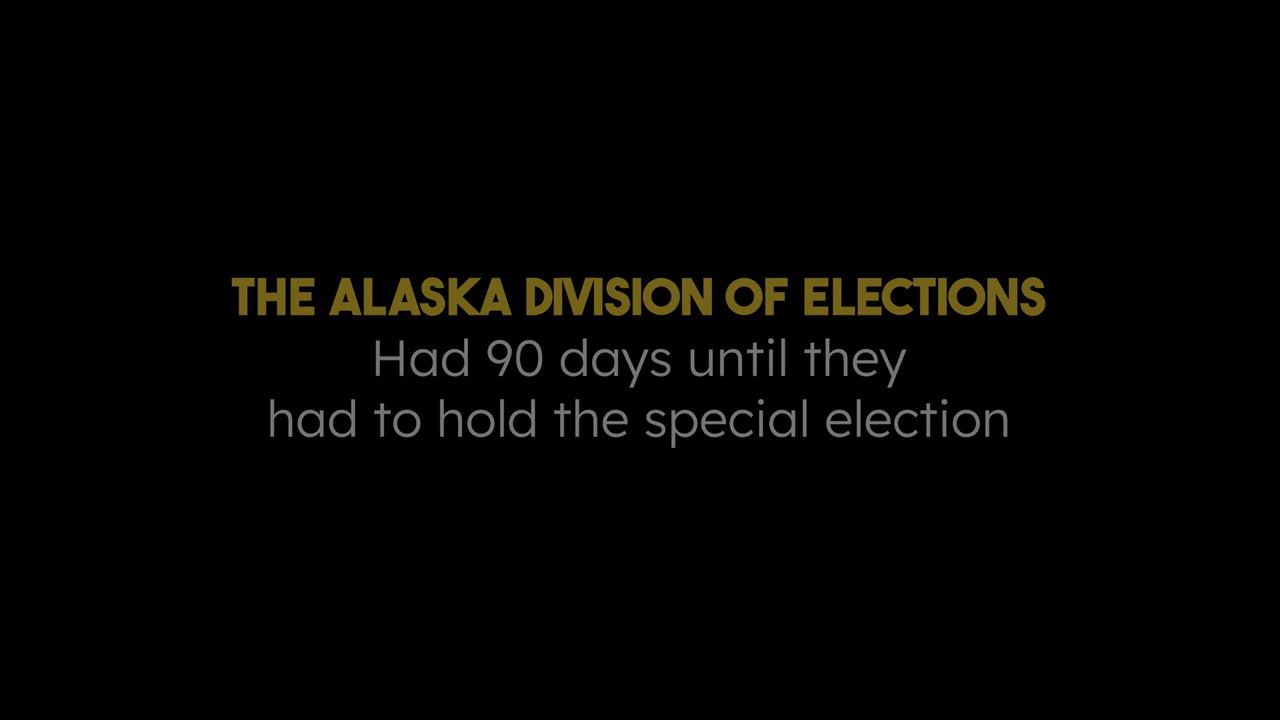 THE ALASKA DIVISION OF ELECTIONS
Had 90 days until they
had to hold the special election